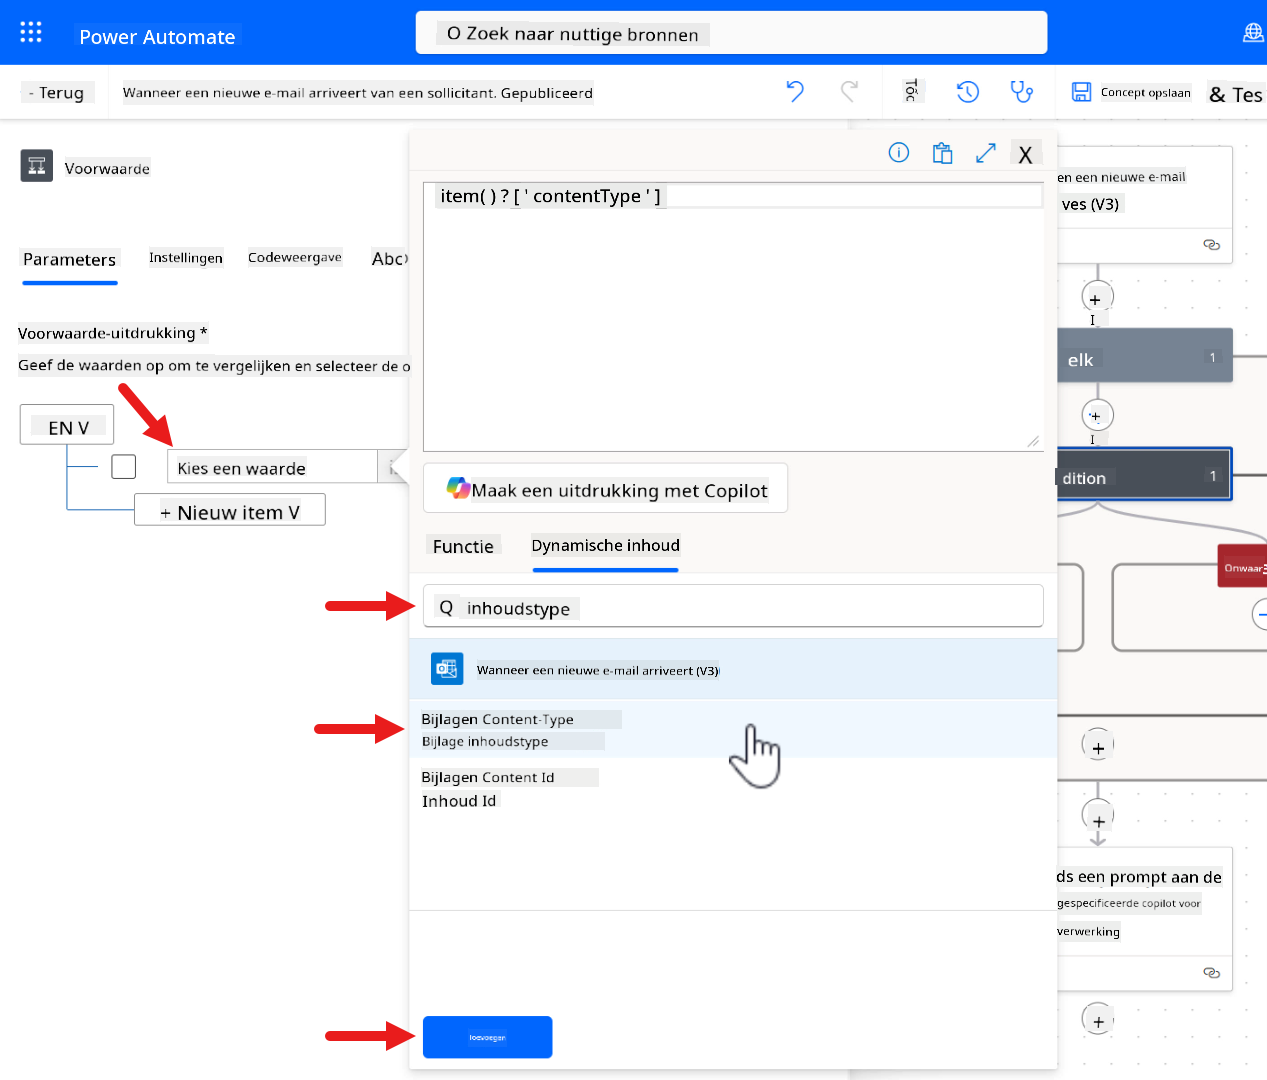 Power Automate
O Zoek naar nuttige bronnen
- Terug
Wanneer een nieuwe e-mail arriveert van een sollicitant. Gepubliceerd
Concept opslaan
& Tes
Voorwaarde
item( ) ? [ ' contentType ' ]
en een nieuwe e-mail
ves (V3)
Parameters
Instellingen
Codeweergave
Abc
Voorwaarde-uitdrukking *
Geef de waarden op om te vergelijken en selecteer de o
elk
1
EN V
Kies een waarde
+ Nieuw item V
Maak een uitdrukking met Copilot
dition
1
Functie
Dynamische inhoud
Onwaar
Q inhoudstype
Wanneer een nieuwe e-mail arriveert (V3)
Bijlagen Content-Type
Bijlage inhoudstype
Bijlagen Content Id
Inhoud Id
ds een prompt aan de
gespecificeerde copilot voor
verwerking
Toevoegen